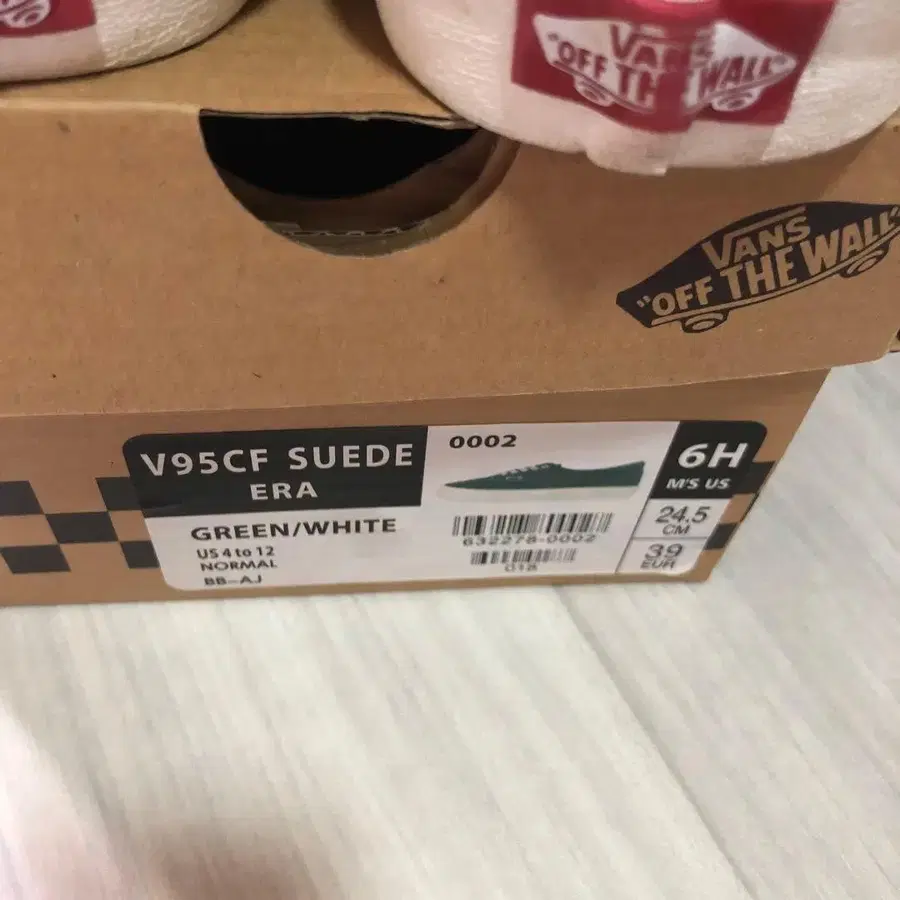 VANS
"OFF THE WALL"
VANS
"OFF THE WALL"
V95CF SUEDE
ERA
GREEN/WHITE
US 4 to 12
NORMAL
BB-AJ
0002
632278-0002
018
6H
M'S US
24.5
CM
39
EUR